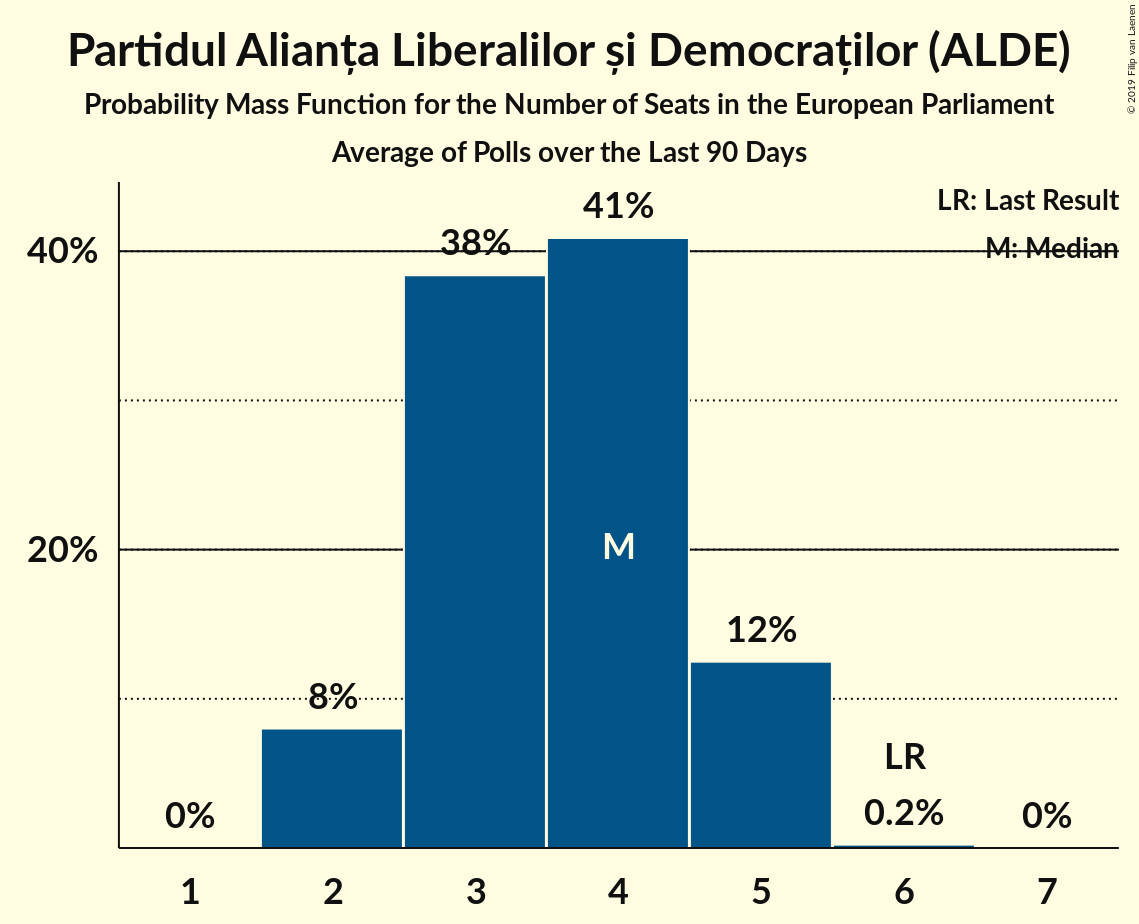 Partidul Alianța Liberalilor și Democraților (ALDE)
Probability Mass Function for the Number of Seats in the European Parliament
Average of Polls over the Last 90 Days
© 2019 Filip van Laenen
LR: Last Result
M: Median
40%
20%
0%
8%
38%
41%
M
12%
LR
0.2%
0%
1 2 3 4 5 6 7